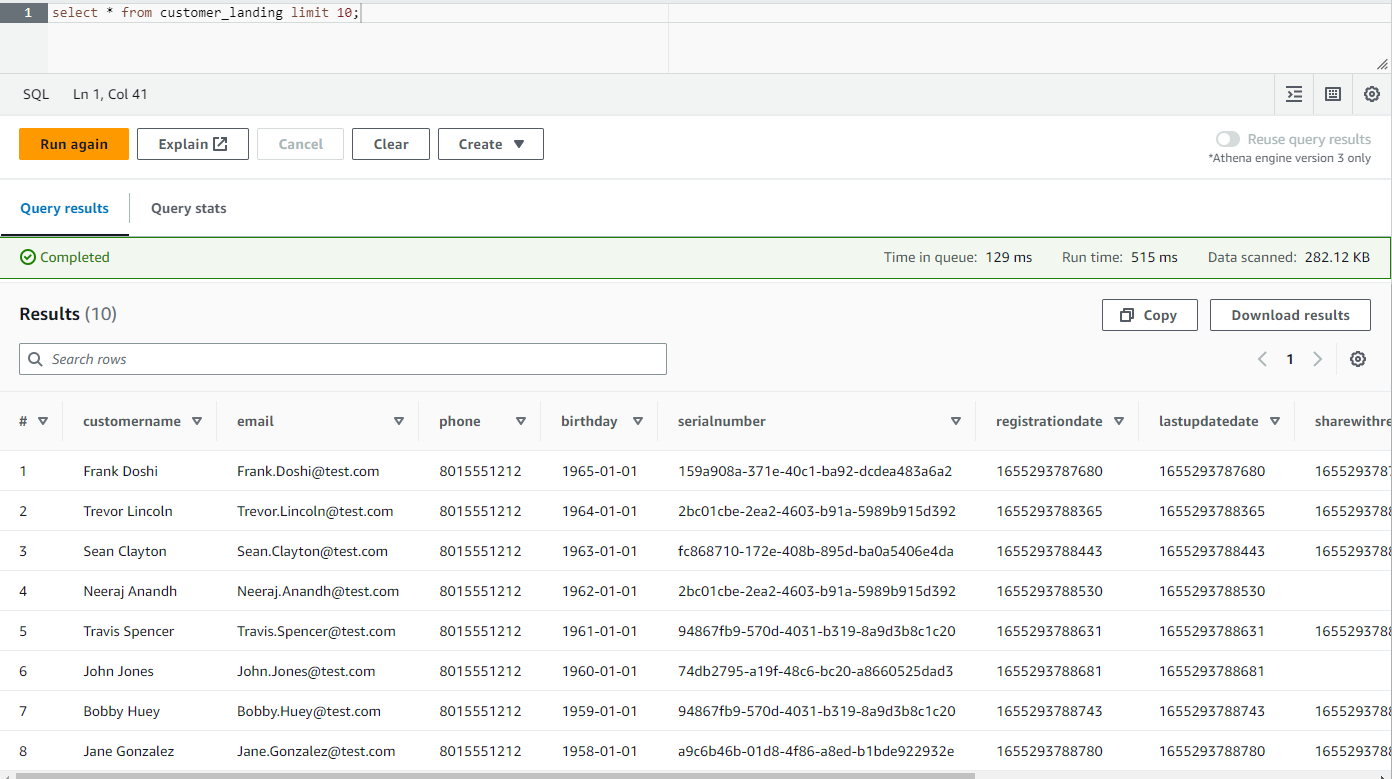 1 select * from customer_landing limit 10;
SQL Ln 1, Col 41
Run again Explain Cancel Clear Create Reuse query results
*Athena engine version 3 only
Query results Query stats
Completed Time in queue: 129 ms Run time: 515 ms Data scanned: 282.12 KB
Results (10) Copy Download results
Search rows 1
# customername email phone birthday serialnumber registrationdate lastupdatedate sharewithre
1 Frank Doshi Frank.Doshi@test.com 8015551212 1965-01-01 159a908a-371e-40c1-ba92-dcdea483a6a2 1655293787680 1655293787680 165529378
2 Trevor Lincoln Trevor.Lincoln@test.com 8015551212 1964-01-01 2bc01cbe-2ea2-4603-b91a-5989b915d392 1655293788365 1655293788365 165529378
3 Sean Clayton Sean.Clayton@test.com 8015551212 1963-01-01 fc868710-172e-408b-895d-ba0a5406e4da 1655293788443 1655293788443 165529378
4 Neeraj Anandh Neeraj.Anandh@test.com 8015551212 1962-01-01 2bc01cbe-2ea2-4603-b91a-5989b915d392 1655293788530 1655293788530
5 Travis Spencer Travis.Spencer@test.com 8015551212 1961-01-01 94867fb9-570d-4031-b319-8a9d3b8c1c20 1655293788631 1655293788631 165529378
6 John Jones John.Jones@test.com 8015551212 1960-01-01 74db2795-a19f-48c6-bc20-a8660525dad3 1655293788681 1655293788681
7 Bobby Huey Bobby.Huey@test.com 8015551212 1959-01-01 94867fb9-570d-4031-b319-8a9d3b8c1c20 1655293788743 1655293788743 165529378
8 Jane Gonzalez Jane.Gonzalez@test.com 8015551212 1958-01-01 a9c6b46b-01d8-4f86-a8ed-b1bde922932e 1655293788780 1655293788780 165529378